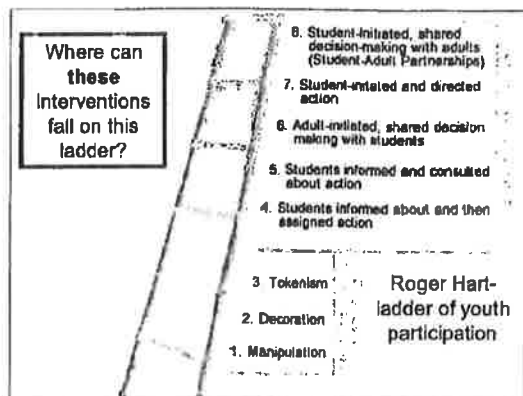 Where can
these
interventions
fall on this
ladder?
8. Student-Initiated, shared
decision-making with adults
(Student-Adult Partnerships)
7. Student-initiated and directed
action
6. Adult-initiated, shared decision
making with students
5. Students informed and consulted
about action
4. Students informed about and then
assigned action
3 Tokenism
2. Decoration
1. Manipulation
Roger Hart-
ladder of youth
participation